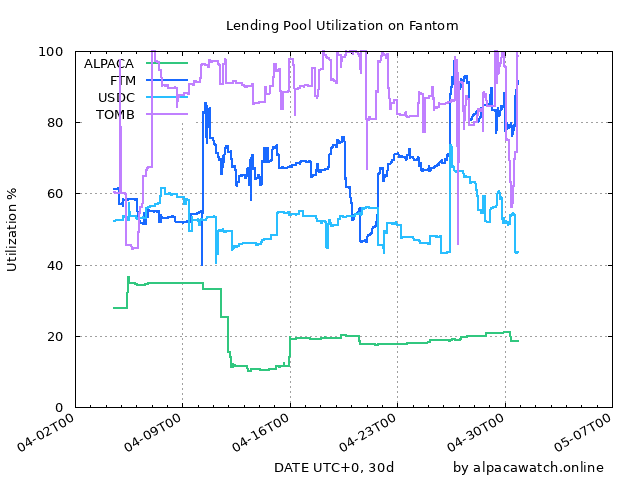 Lending Pool Utilization on Fantom
100
80
60
40
20
0
Utilization %
ALPACA
FTM
USDC
TOMB
04-02T00
04-09T00
04-16T00
04-23T00
04-30T00
05-07T00
DATE UTC+0, 30d
by alpacawatch.online